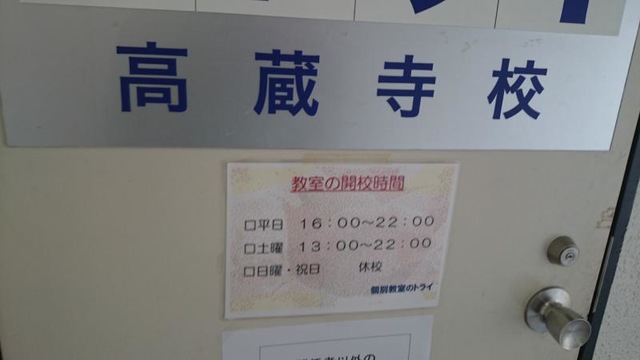 高蔵寺校
教室の開校時間
□平日 16:00～22:00
□土曜 13:00～22:00
□日曜・祝日 休校
個別教室のトライ